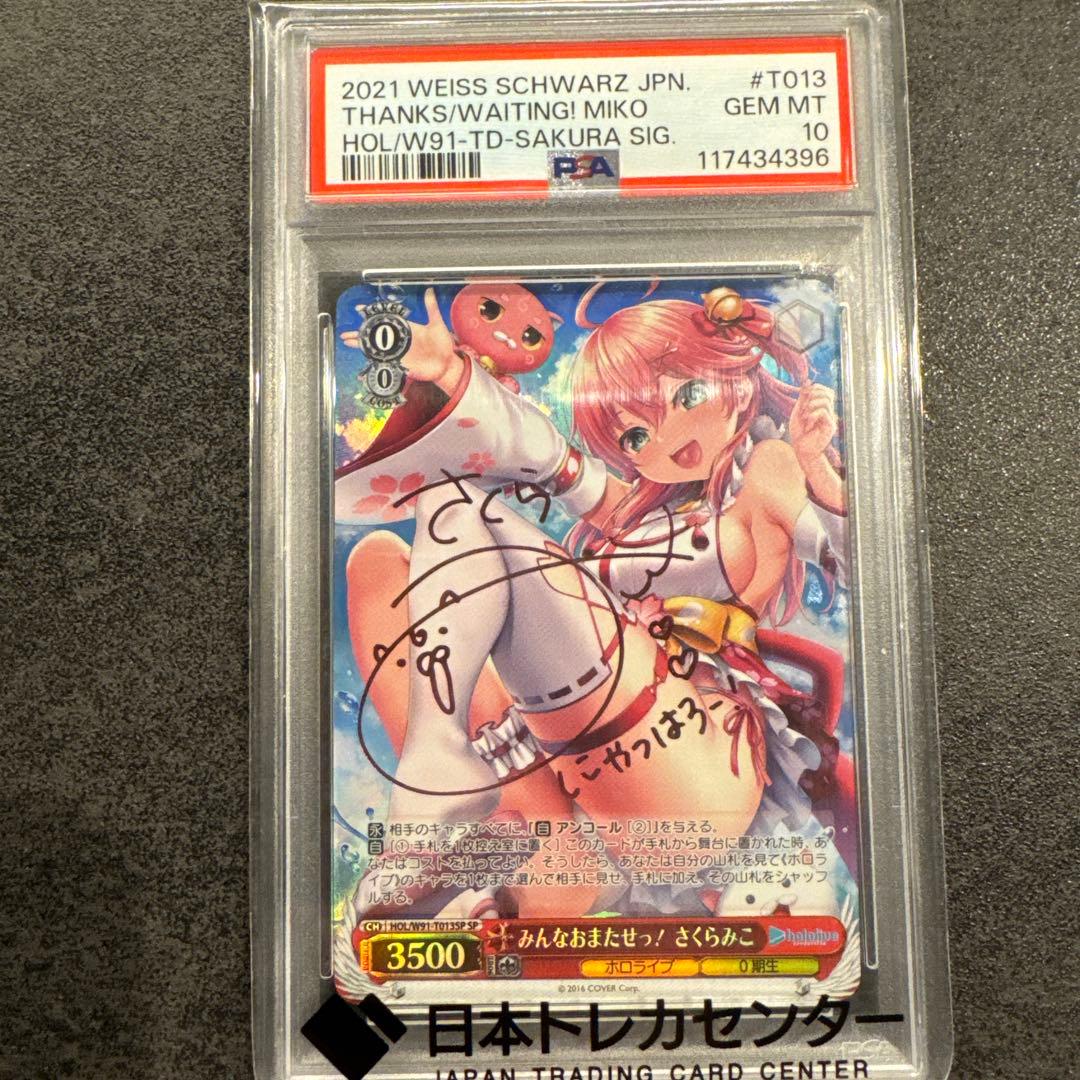 2021 WEISS SCHWARZ JPN. #T013
THANKS/WAITING! MIKO GEM MT
HOL/W91-TD-SAKURA SIG. 10
PSA 117434396
LEVEL
0
0
COST
さくら
みこ
にゃっはろー!
永 相手のキャラすべてに、「自 アンコール [②]」を与える。
自 [① 手札を1枚控え室に置く] このカードが手札から舞台に置かれた時、あ
なたはコストを払ってよい。そうしたら、あなたは自分の山札を見て《ホロラ
イブ》のキャラを1枚まで選んで相手に見せ、手札に加え、その山札をシャッフ
ルする。
CH HOL/W91-T013SP SP
3500
みんなおまたせっ! さくらみこ
hololive
ホロライブ 0期生
© 2016 COVER Corp.
日本トレカセンター
JAPAN TRADING CARD CENTER